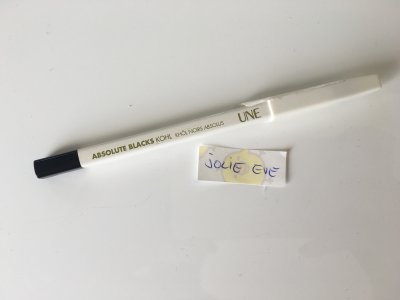 ABSOLUTE BLACKS KOHL KHÔL NOIRS ABSOLUS UNE
JOLIE EVE